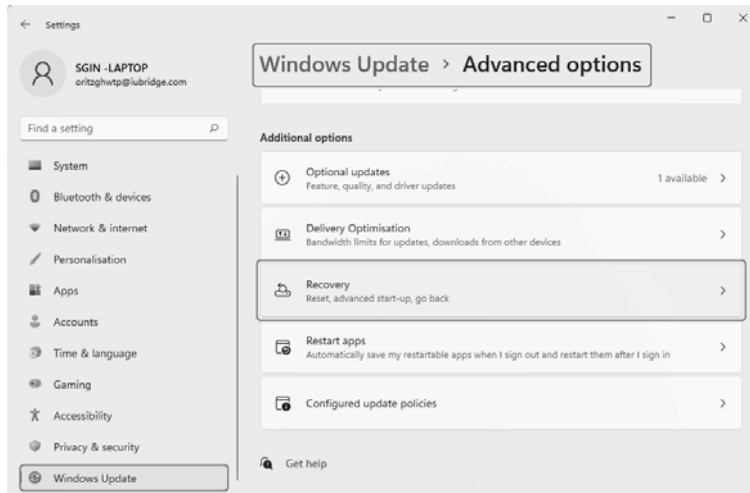 Settings
SGIN -LAPTOP
oritzghwtp@iubridge.com
Find a setting
System
Bluetooth & devices
Network & internet
Personalisation
Apps
Accounts
Time & language
Gaming
Accessibility
Privacy & security
Windows Update
Windows Update > Advanced options
Additional options
Optional updates
Feature, quality, and driver updates
1 available
Delivery Optimisation
Bandwidth limits for updates, downloads from other devices
Recovery
Reset, advanced start-up, go back
Restart apps
Automatically save my restartable apps when I sign out and restart them after I sign in
Configured update policies
Get help